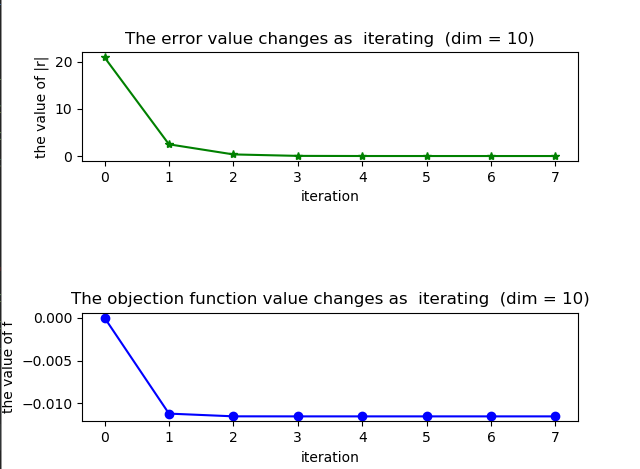 The error value changes as  iterating  (dim = 10)
the value of |r|
20
10
0
0 1 2 3 4 5 6 7
iteration
The objection function value changes as  iterating  (dim = 10)
the value of f
0.000
−0.005
−0.010
0 1 2 3 4 5 6 7
iteration